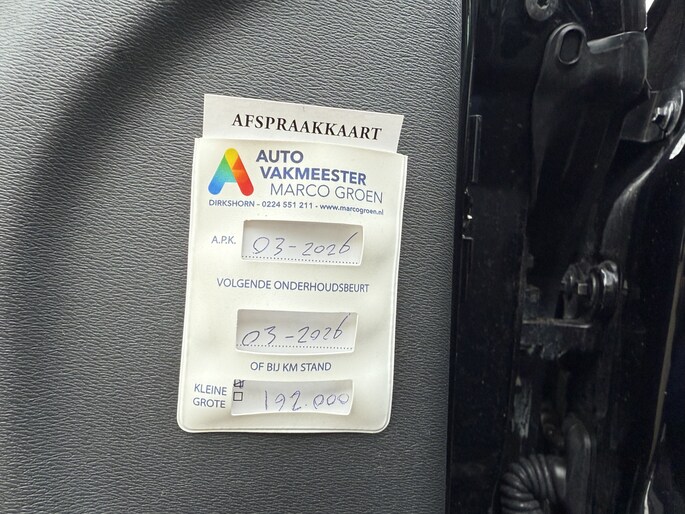 AFSPRAAKKAART
AUTO
VAKMEESTER
MARCO GROEN
DIRKSHORN - 0224 551 211 - www.marcogroen.nl
A.P.K. 03-2026
VOLGENDE ONDERHOUDSBEURT
03-2026
OF BIJ KM STAND
KLEINE
GROTE 192.000